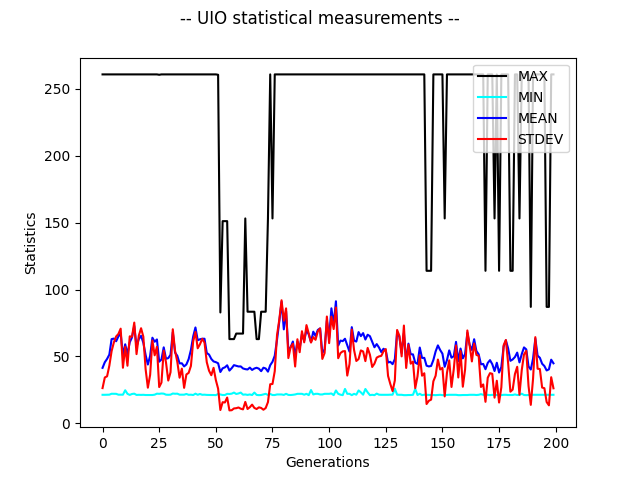 -- UIO statistical measurements --
MAX
MIN
MEAN
STDEV
Statistics
250
200
150
100
50
0
0 25 50 75 100 125 150 175 200
Generations